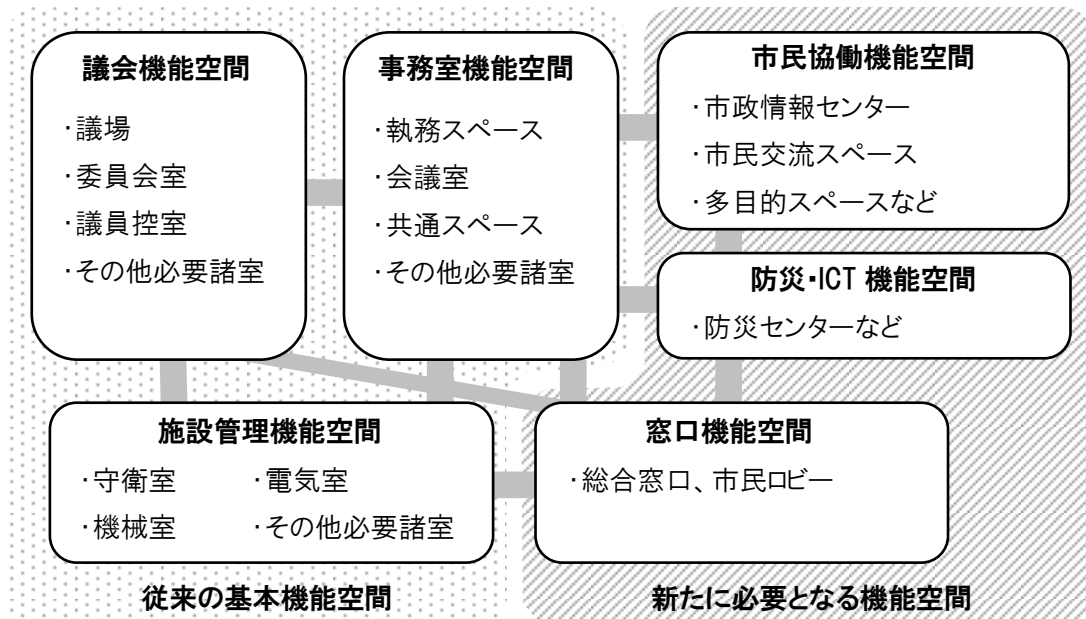 議会機能空間
・議場
・委員会室
・議員控室
・その他必要諸室
事務室機能空間
・執務スペース
・会議室
・共通スペース
・その他必要諸室
市民協働機能空間
・市政情報センター
・市民交流スペース
・多目的スペースなど
防災・ICT 機能空間
・防災センターなど
施設管理機能空間
・守衛室 ・電気室
・機械室 ・その他必要諸室
窓口機能空間
・総合窓口、市民ロビー
従来の基本機能空間
新たに必要となる機能空間